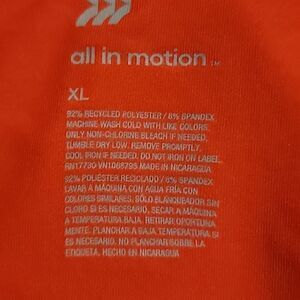 all in motion™
XL
92% RECYCLED POLYESTER / 8% SPANDEX
MACHINE WASH COLD WITH LIKE COLORS.
ONLY NON-CHLORINE BLEACH IF NEEDED.
TUMBLE DRY LOW. REMOVE PROMPTLY.
COOL IRON IF NEEDED. DO NOT IRON ON LABEL.
RN17730 MADE IN NICARAGUA
92% POLIÉSTER RECICLADO / 8% SPANDEX
LAVAR A MÁQUINA CON AGUA FRÍA CON
COLORES SIMILARES. SÓLO BLANQUEADOR SIN
CLORO SI ES NECESARIO. SECAR A MÁQUINA
A TEMPERATURA BAJA. RETIRAR OPORTUNA
MENTE. PLANCHAR A BAJA TEMPERATURA SI
ES NECESARIO. NO PLANCHAR SOBRE LA
ETIQUETA. HECHO EN NICARAGUA